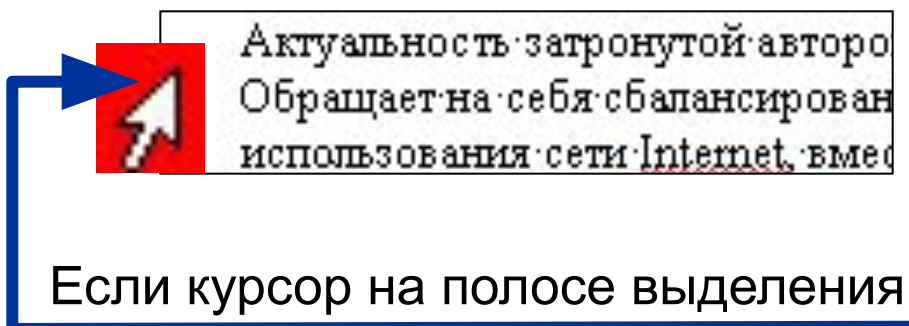 Актуальность·затронутой·авторо
Обращает·на·себя·сбалансирован
использования·сети·Internet,·вмес
Если курсор на полосе выделения